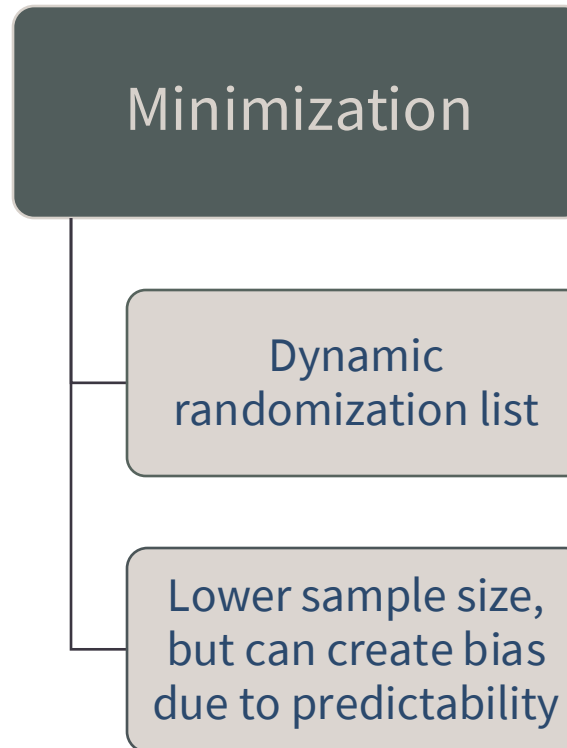 Minimization
Dynamic
randomization list
Lower sample size,
but can create bias
due to predictability